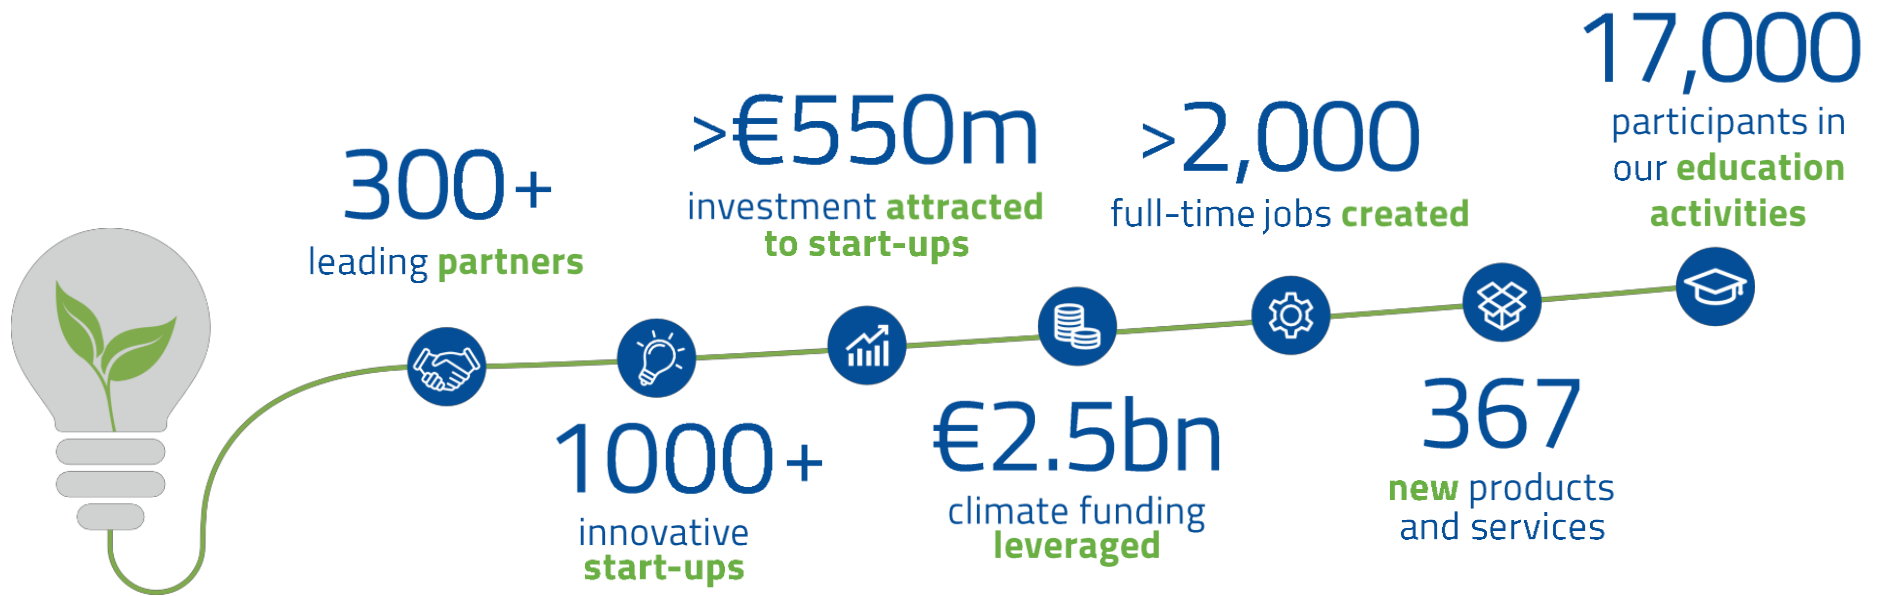 300+
leading partners
1000+
innovative
start-ups
>€550m
investment attracted
to start-ups
€2.5bn
climate funding
leveraged
>2,000
full-time jobs created
367
new products
and services
17,000
participants in
our education
activities